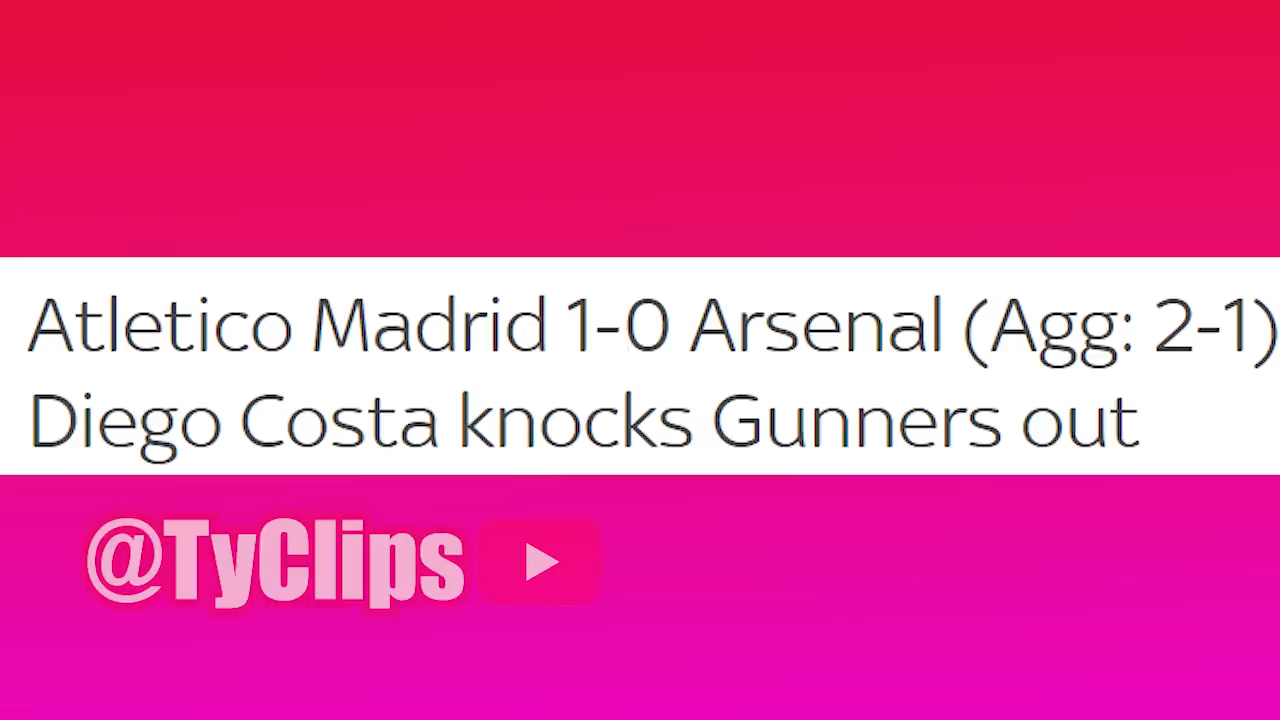 Atletico Madrid 1-0 Arsenal (Agg: 2-1)
Diego Costa knocks Gunners out
@TyClips